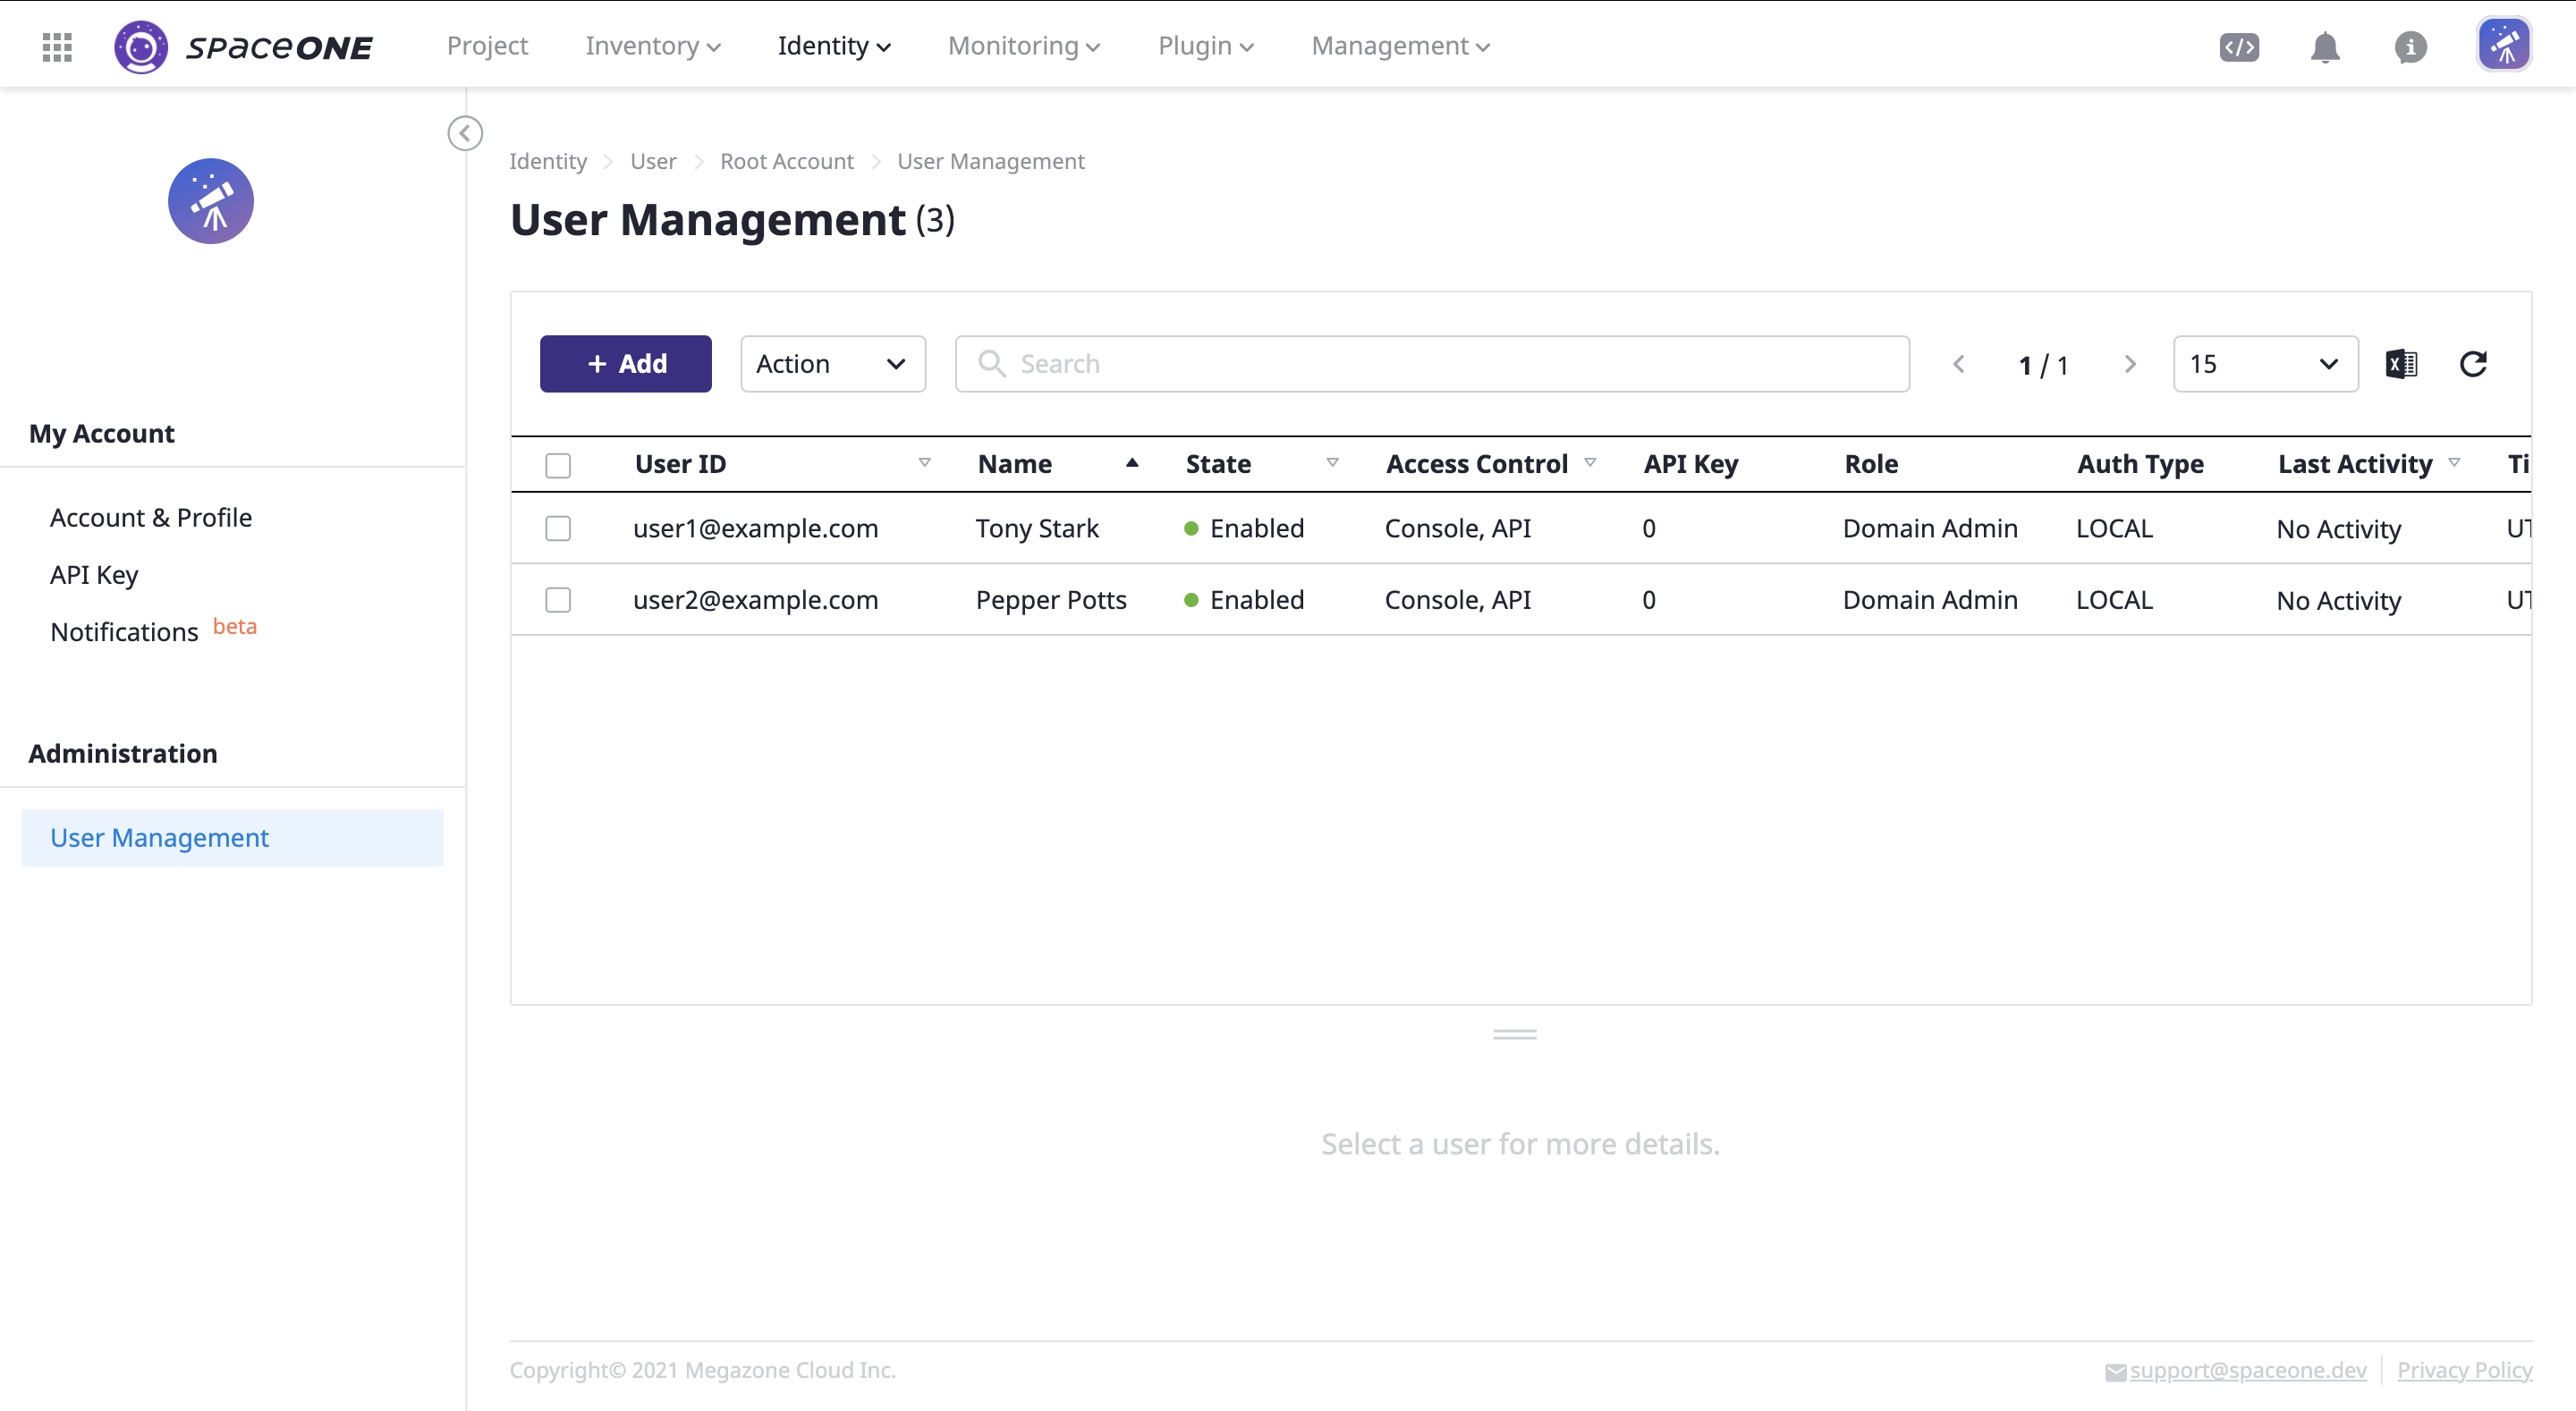 spaceONE Project Inventory Identity Monitoring Plugin Management
Identity User Root Account User Management
User Management (3)
My Account
Account & Profile
API Key
Notifications beta
Administration
User Management
+ Add Action Search 1 / 1 15
User ID Name State Access Control API Key Role Auth Type Last Activity Ti
user1@example.com Tony Stark Enabled Console, API 0 Domain Admin LOCAL No Activity UT
user2@example.com Pepper Potts Enabled Console, API 0 Domain Admin LOCAL No Activity UT
Select a user for more details.
Copyright© 2021 Megazone Cloud Inc. support@spaceone.dev Privacy Policy